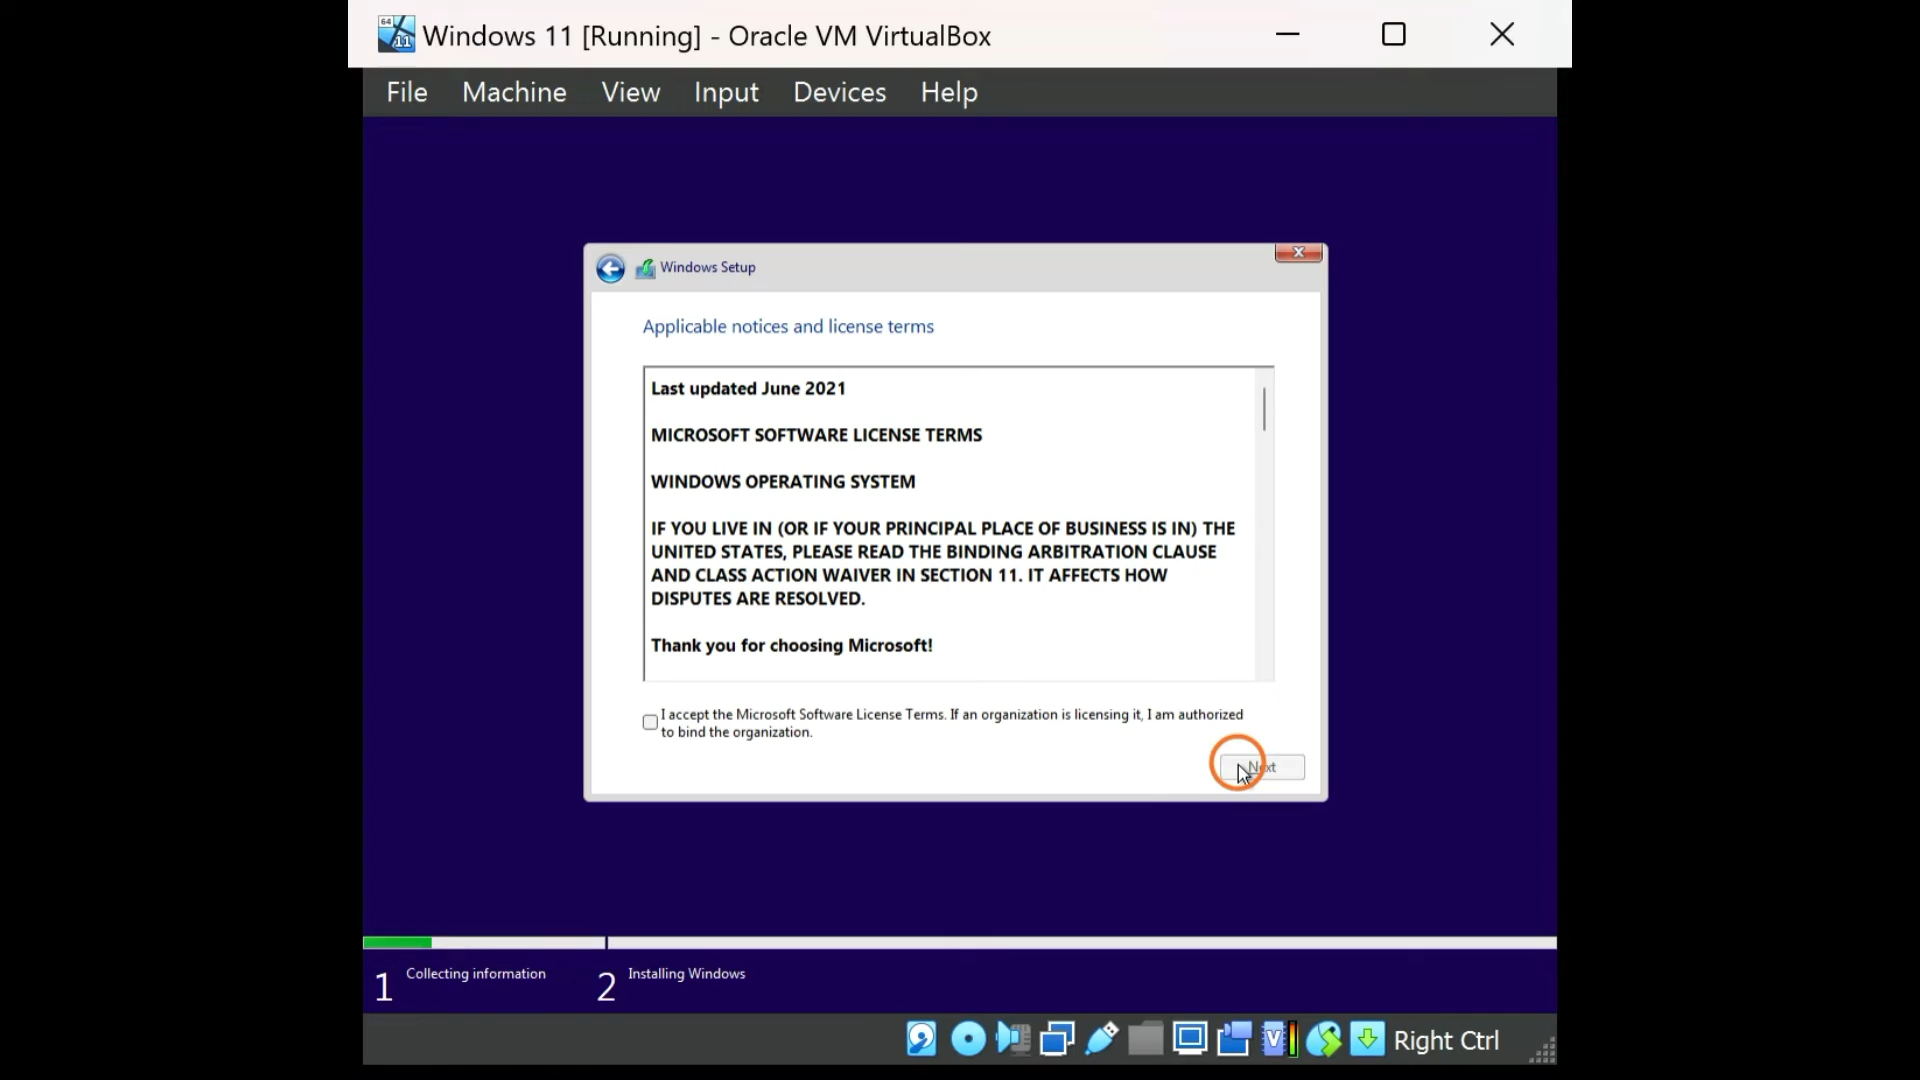 64
11
Windows 11 [Running] - Oracle VM VirtualBox
File Machine View Input Devices Help
Windows Setup
Applicable notices and license terms
Last updated June 2021
MICROSOFT SOFTWARE LICENSE TERMS
WINDOWS OPERATING SYSTEM
IF YOU LIVE IN (OR IF YOUR PRINCIPAL PLACE OF BUSINESS IS IN) THE
UNITED STATES, PLEASE READ THE BINDING ARBITRATION CLAUSE
AND CLASS ACTION WAIVER IN SECTION 11. IT AFFECTS HOW
DISPUTES ARE RESOLVED.
Thank you for choosing Microsoft!
I accept the Microsoft Software License Terms. If an organization is licensing it, I am authorized
to bind the organization.
Next
1 Collecting information 2 Installing Windows
V Right Ctrl